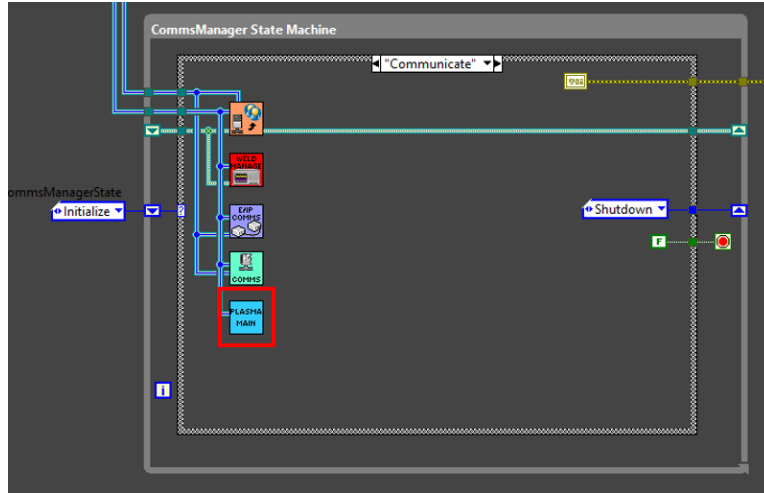 CommsManager State Machine
"Communicate"
WELD
MANAGE
ommsManagerState
Initialize
?
E/IP
COMMS
Shutdown
F
COMMS
PLASMA
MAIN
i